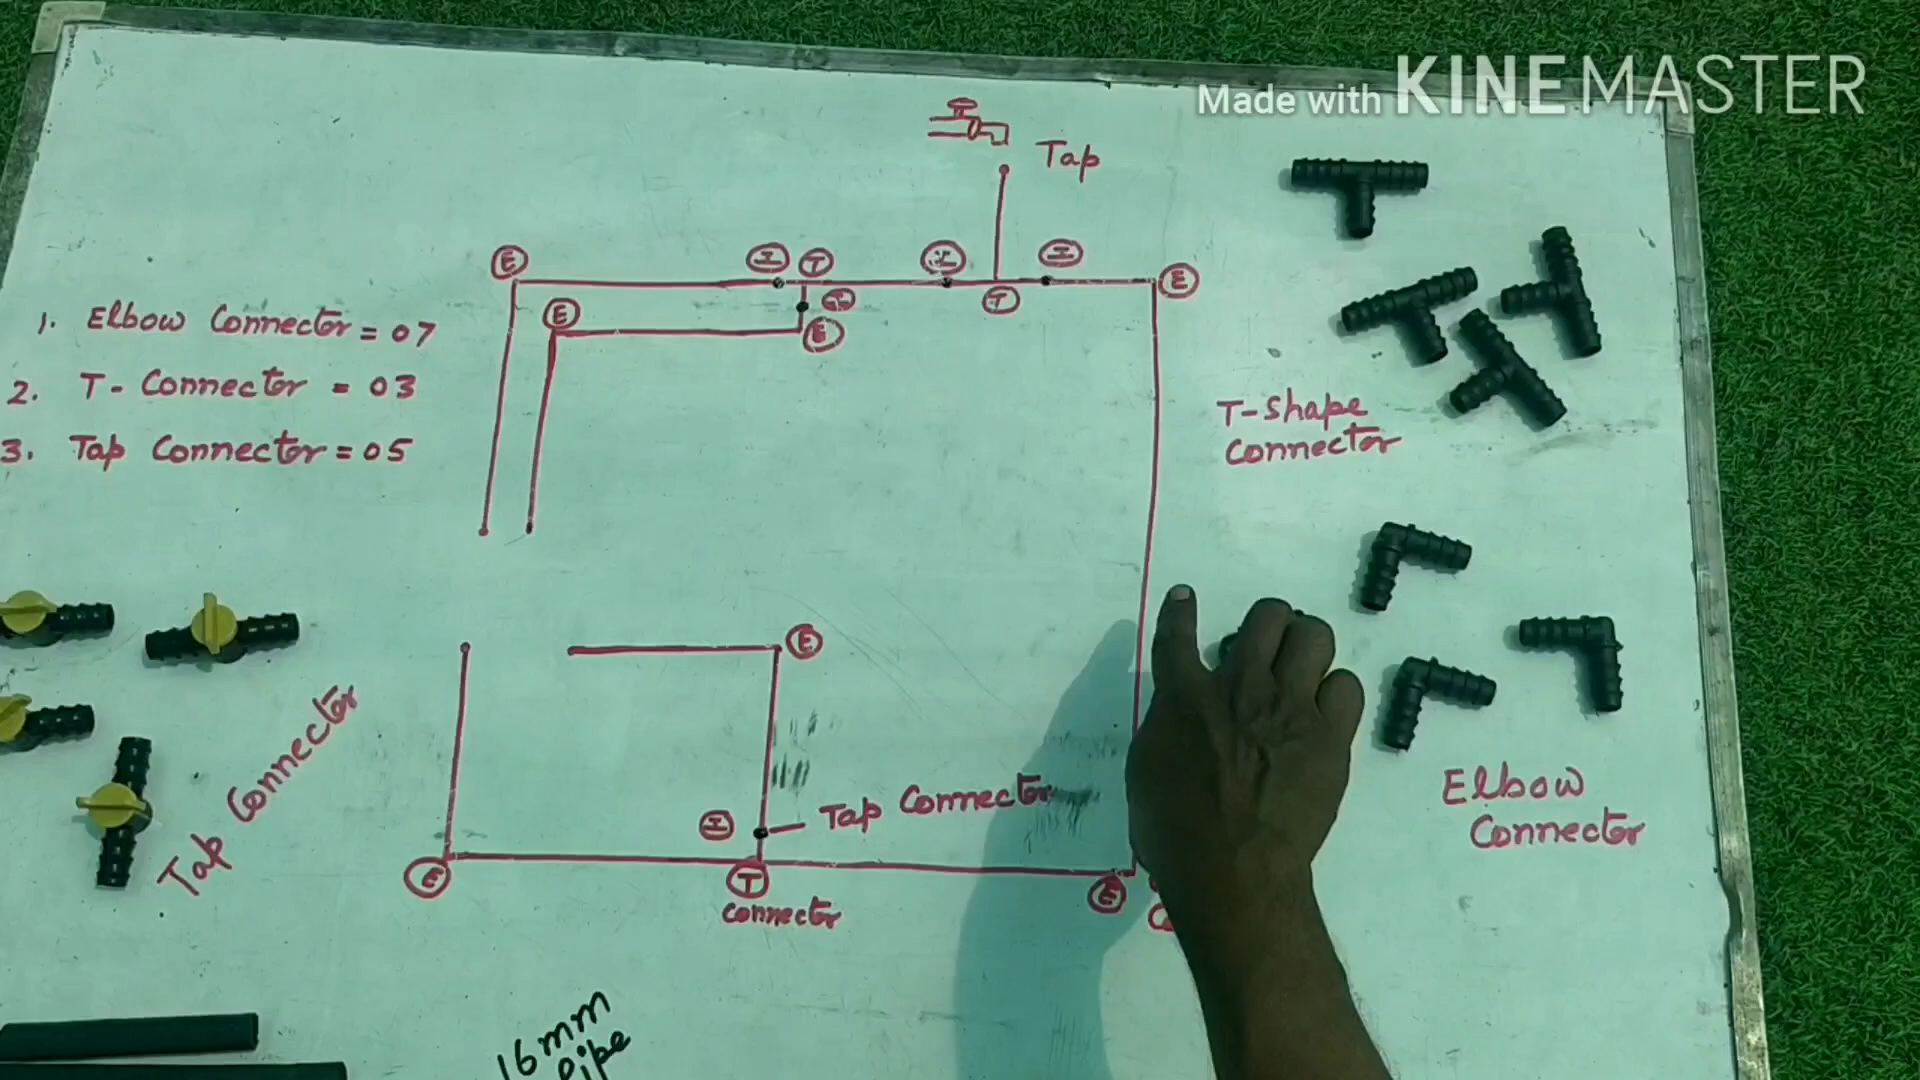 Made with KINEMASTER
Tap
E
I
T
I
I
E
T
I
E
E
1. Elbow Connector = 07
2. T- Connector = 03
3. Tap Connector = 05
T-Shape
Connector
E
Tap Connector
I
Tap Connector
Elbow
Connector
E
T
E
Connector
16mm
Pipe